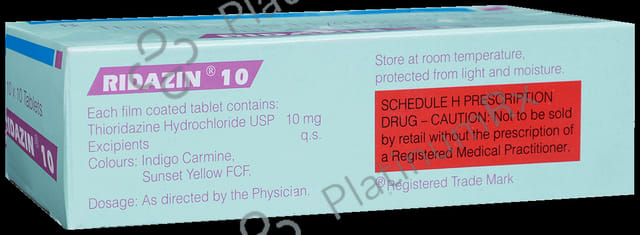 RIDAZIN ® 10
Each film coated tablet contains:
Thioridazine Hydrochloride USP 10 mg
Excipients q.s.
Colours: Indigo Carmine,
Sunset Yellow FCF.
Dosage: As directed by the Physician.
Store at room temperature,
protected from light and moisture.
SCHEDULE H PRESCRIPTION
DRUG – CAUTION: Not to be sold
by retail without the prescription of
a Registered Medical Practitioner.
®Registered Trade Mark
10 x 10 Tablets
RIDAZIN ® 10